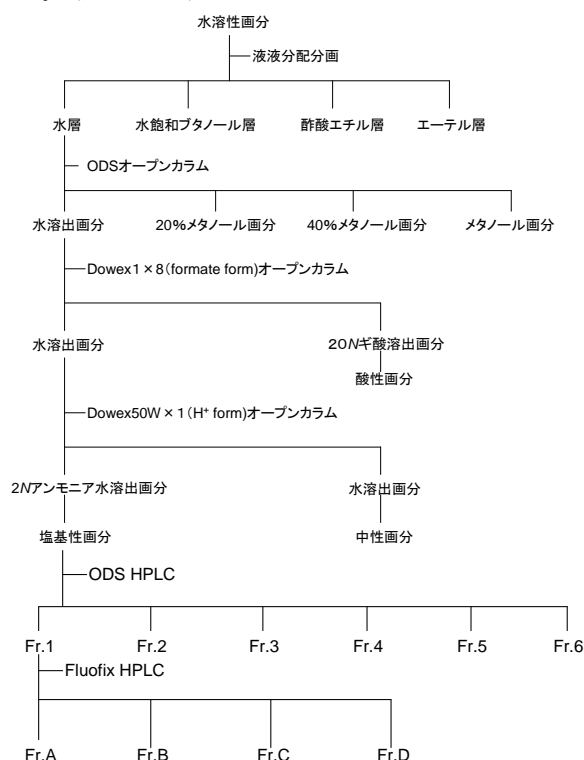 水溶性画分
液液分配分画
水層 水飽和ブタノール層 酢酸エチル層 エーテル層
ODSオープンカラム
水溶出画分 20%メタノール画分 40%メタノール画分 メタノール画分
Dowex1×8(formate form)オープンカラム
水溶出画分 20Nギ酸溶出画分
酸性画分
Dowex50W×1(H⁺ form)オープンカラム
2Nアンモニア水溶出画分 水溶出画分
塩基性画分 中性画分
ODS HPLC
Fr.1 Fr.2 Fr.3 Fr.4 Fr.5 Fr.6
Fluofix HPLC
Fr.A Fr.B Fr.C Fr.D